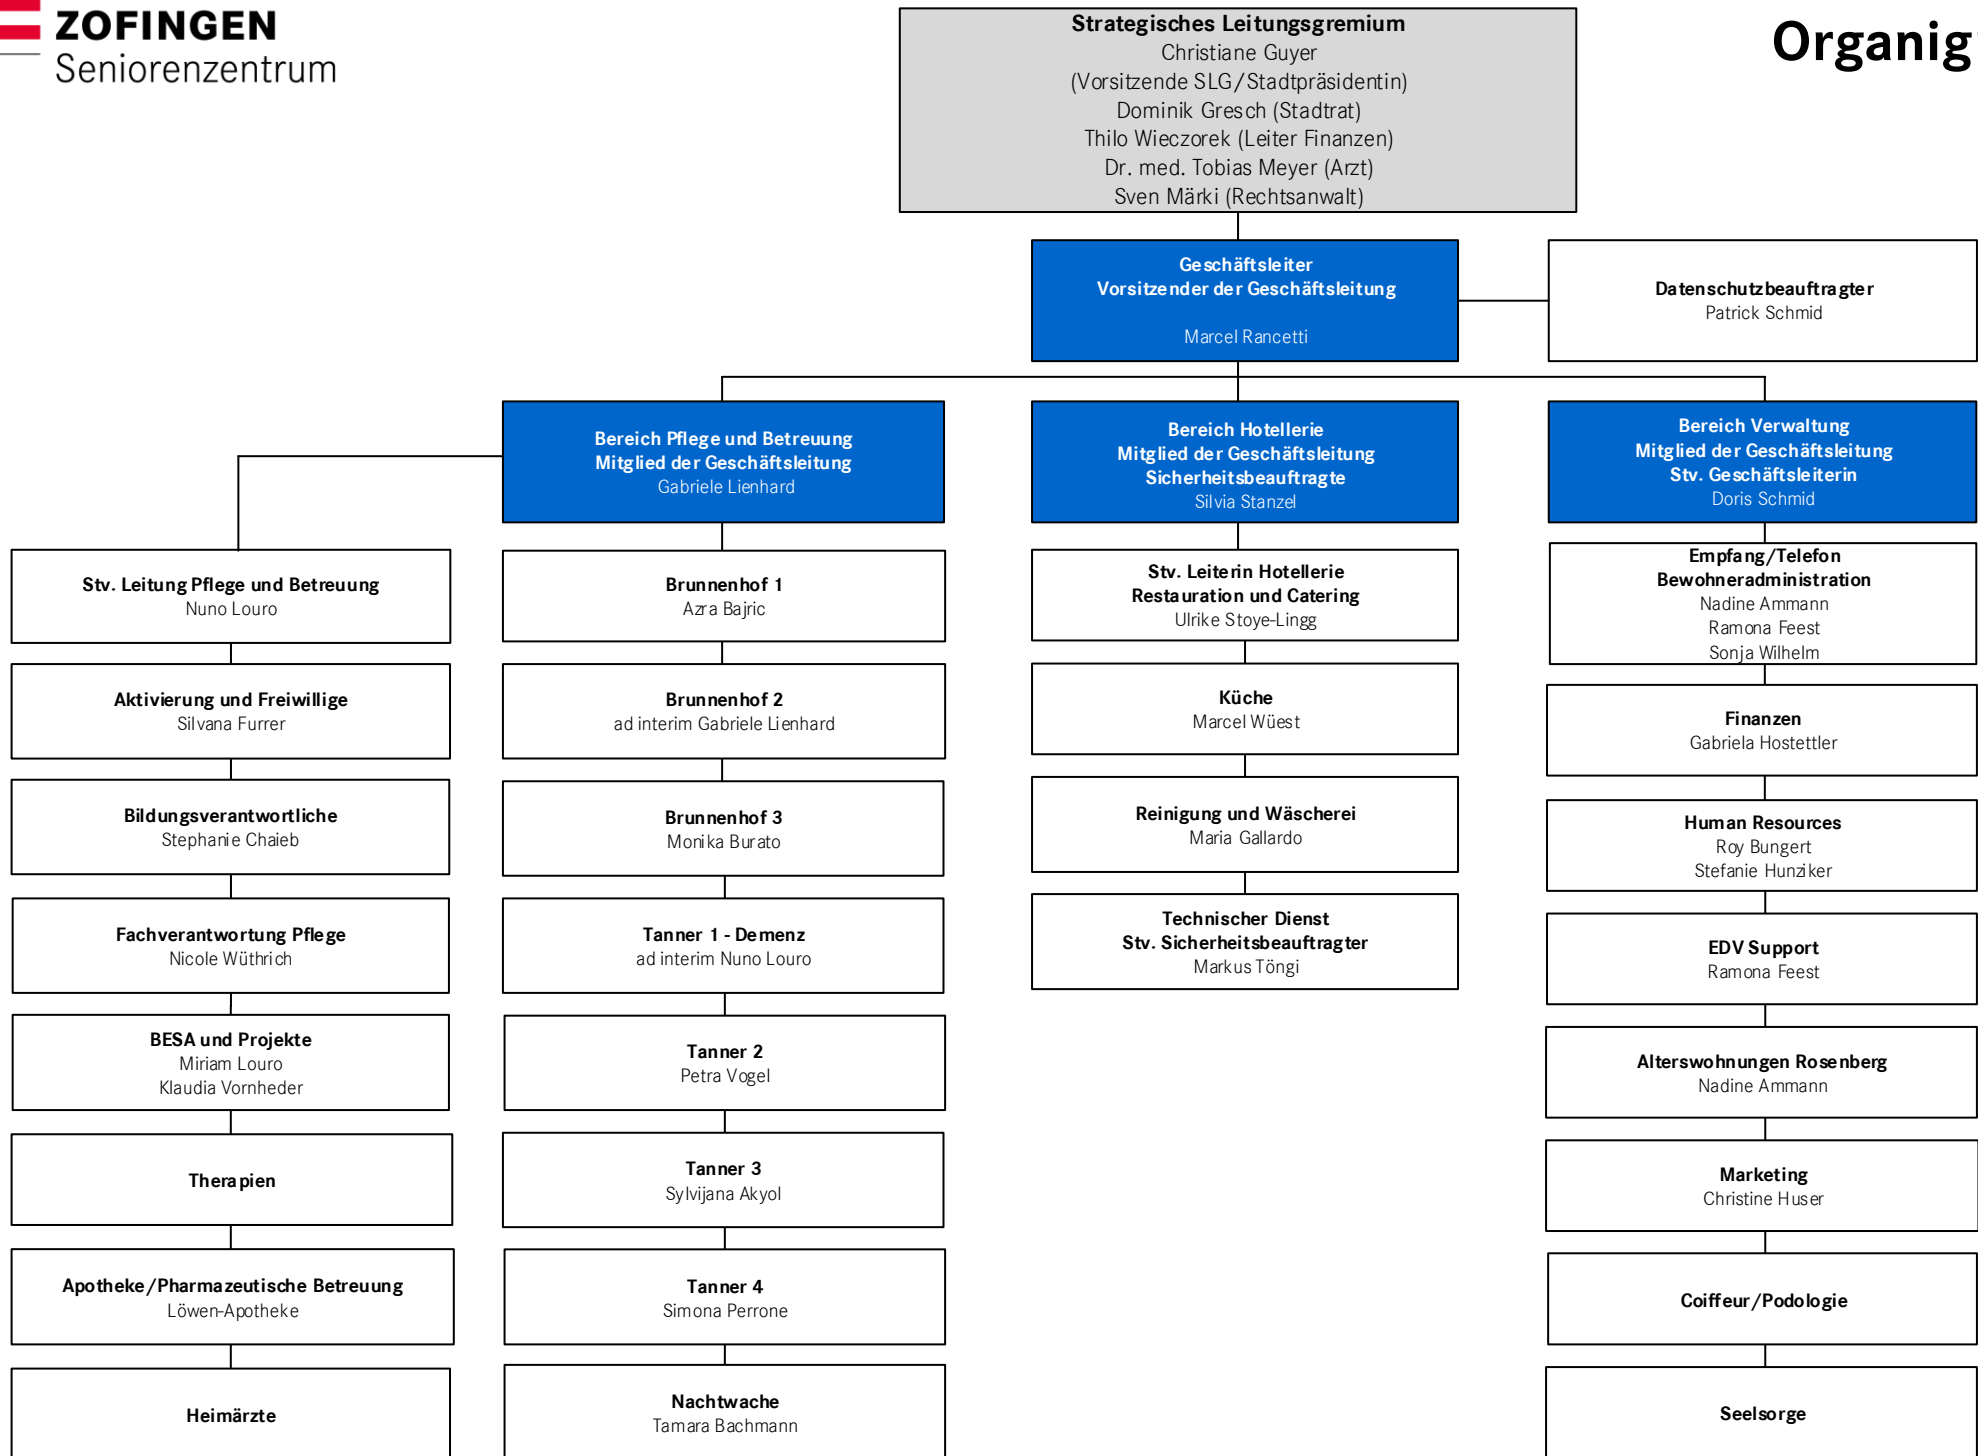 ZOFINGEN
Seniorenzentrum
Organig
Strategisches Leitungsgremium
Christiane Guyer
(Vorsitzende SLG/Stadtpräsidentin)
Dominik Gresch (Stadtrat)
Thilo Wieczorek (Leiter Finanzen)
Dr. med. Tobias Meyer (Arzt)
Sven Märki (Rechtsanwalt)
Geschäftsleiter
Vorsitzender der Geschäftsleitung
Marcel Rancetti
Datenschutzbeauftragter
Patrick Schmid
Bereich Pflege und Betreuung
Mitglied der Geschäftsleitung
Gabriele Lienhard
Bereich Hotellerie
Mitglied der Geschäftsleitung
Sicherheitsbeauftragte
Silvia Stanzel
Bereich Verwaltung
Mitglied der Geschäftsleitung
Stv. Geschäftsleiterin
Doris Schmid
Stv. Leitung Pflege und Betreuung
Nuno Louro
Aktivierung und Freiwillige
Silvana Furrer
Bildungsverantwortliche
Stephanie Chaieb
Fachverantwortung Pflege
Nicole Wüthrich
BESA und Projekte
Miriam Louro
Klaudia Vornheder
Therapien
Apotheke/Pharmazeutische Betreuung
Löwen-Apotheke
Heimärzte
Brunnenhof 1
Azra Bajric
Brunnenhof 2
ad interim Gabriele Lienhard
Brunnenhof 3
Monika Burato
Tanner 1 - Demenz
ad interim Nuno Louro
Tanner 2
Petra Vogel
Tanner 3
Sylvijana Akyol
Tanner 4
Simona Perrone
Nachtwache
Tamara Bachmann
Stv. Leiterin Hotellerie
Restauration und Catering
Ulrike Stoye-Lingg
Küche
Marcel Wüest
Reinigung und Wäscherei
Maria Gallardo
Technischer Dienst
Stv. Sicherheitsbeauftragter
Markus Töngi
Empfang/Telefon
Bewohneradministration
Nadine Ammann
Ramona Feest
Sonja Wilhelm
Finanzen
Gabriela Hostettler
Human Resources
Roy Bungert
Stefanie Hunziker
EDV Support
Ramona Feest
Alterswohnungen Rosenberg
Nadine Ammann
Marketing
Christine Huser
Coiffeur/Podologie
Seelsorge